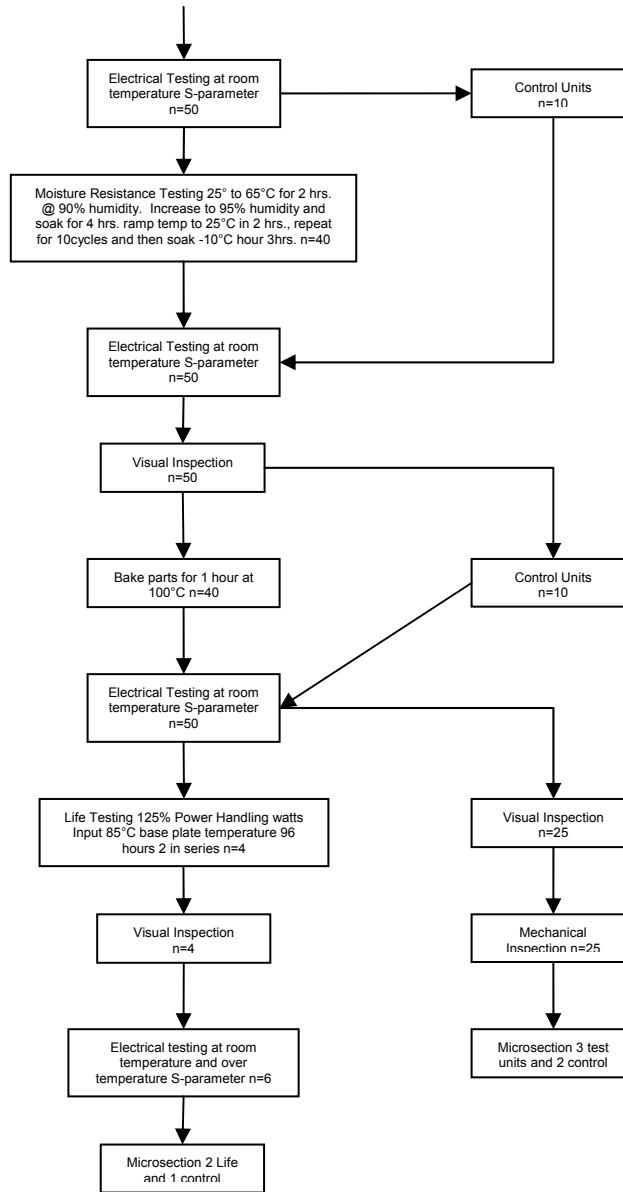 Electrical Testing at room
temperature S-parameter
n=50
Control Units
n=10
Moisture Resistance Testing 25° to 65°C for 2 hrs.
@ 90% humidity.  Increase to 95% humidity and
soak for 4 hrs. ramp temp to 25°C in 2 hrs., repeat
for 10cycles and then soak -10°C hour 3hrs. n=40
Electrical Testing at room
temperature S-parameter
n=50
Visual Inspection
n=50
Bake parts for 1 hour at
100°C n=40
Control Units
n=10
Electrical Testing at room
temperature S-parameter
n=50
Life Testing 125% Power Handling watts
Input 85°C base plate temperature 96
hours 2 in series n=4
Visual Inspection
n=25
Visual Inspection
n=4
Mechanical
Inspection n=25
Electrical testing at room
temperature and over
temperature S-parameter n=6
Microsection 3 test
units and 2 control
Microsection 2 Life
and 1 control